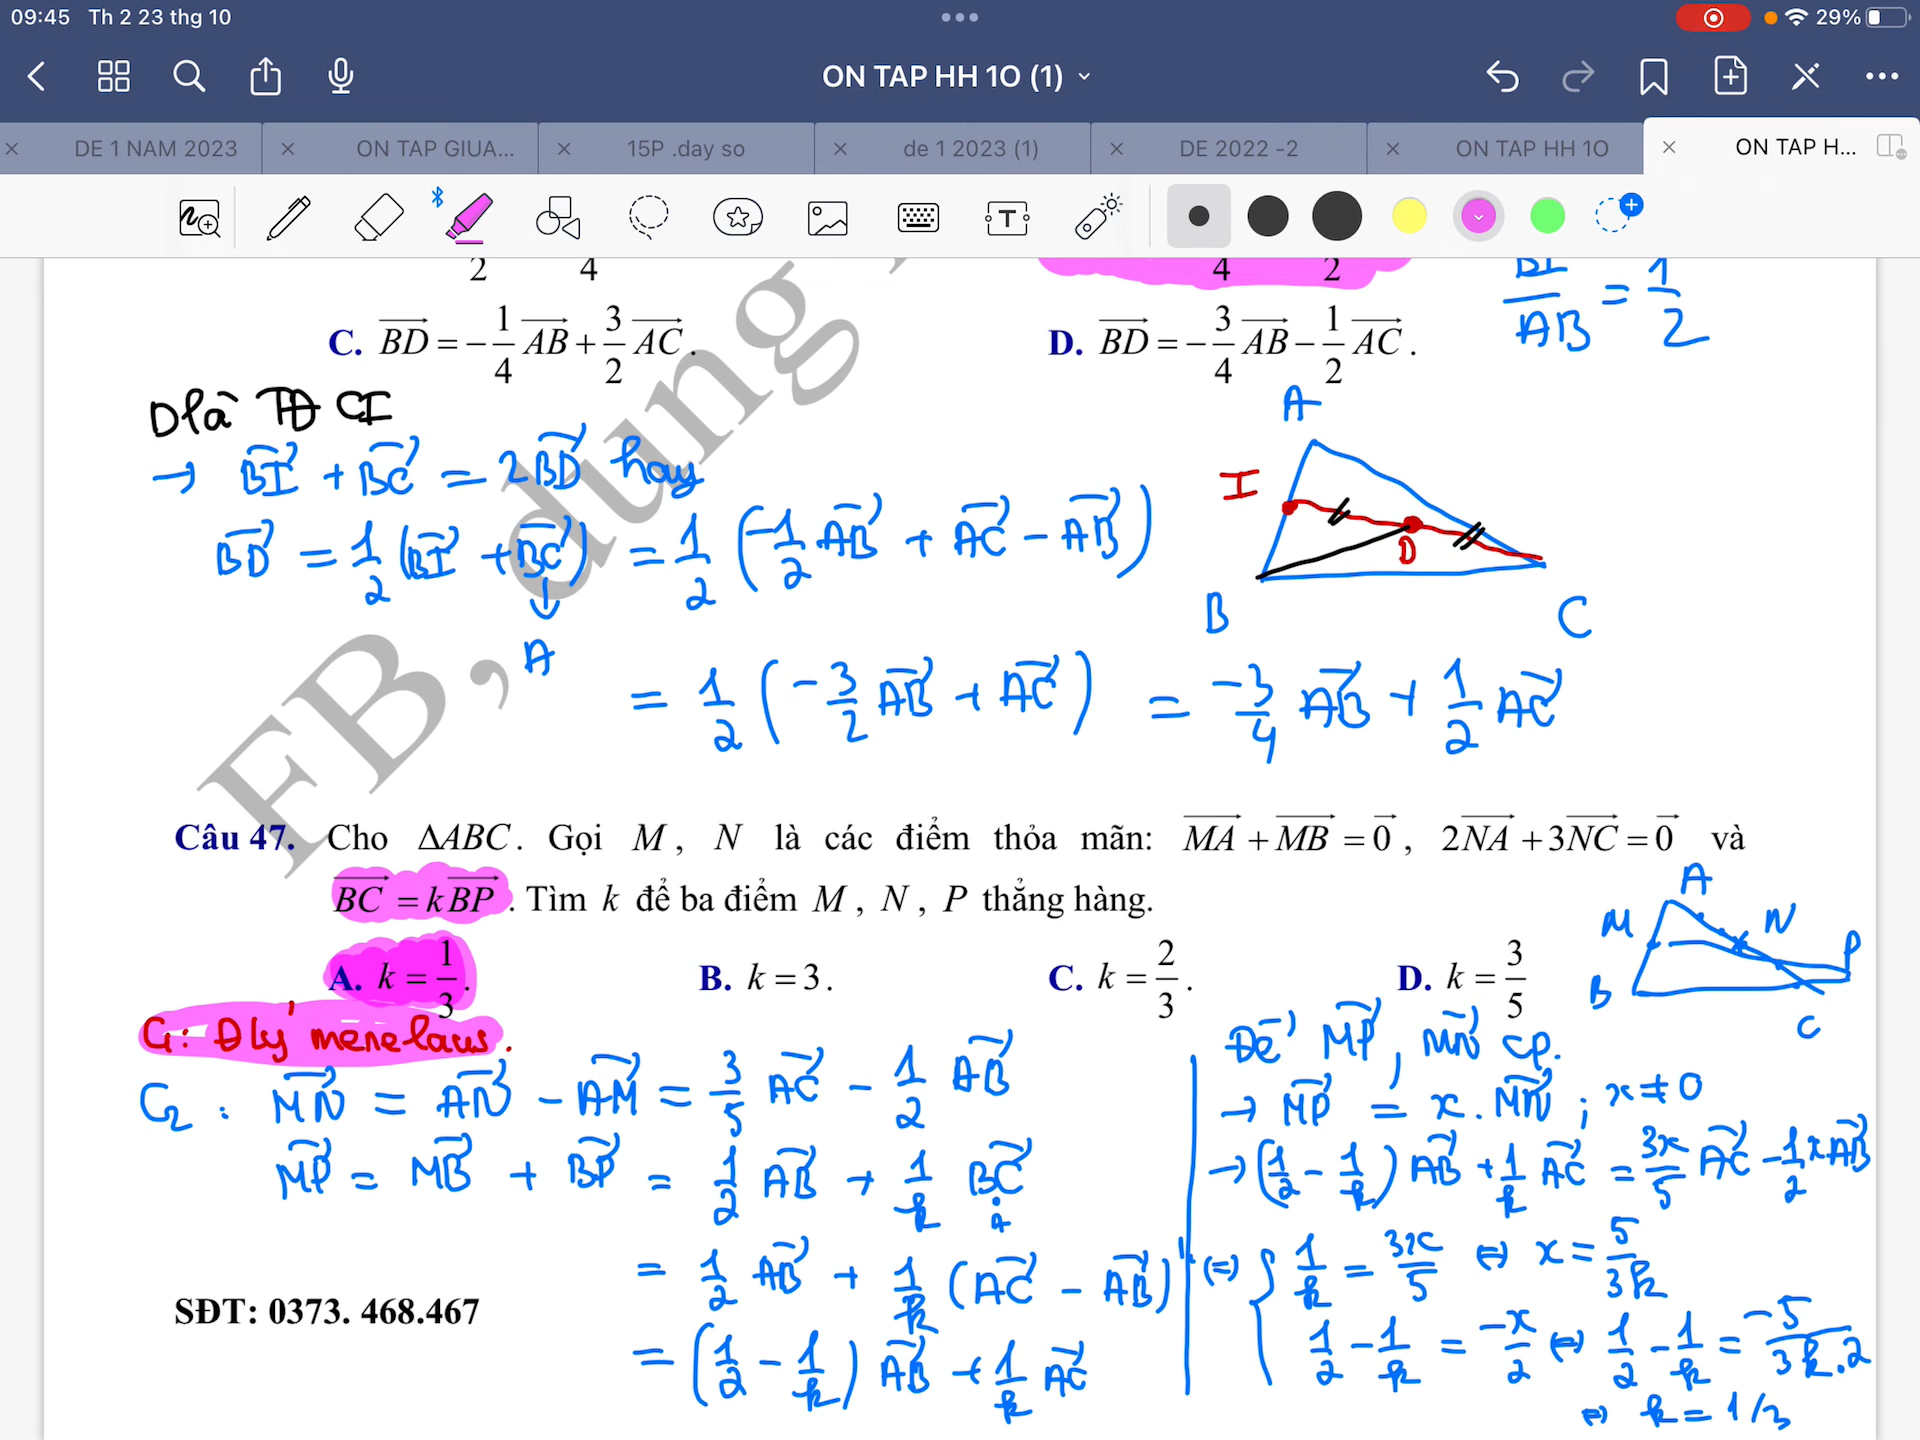 09:45 Th 2 23 thg 10 29%
ON TAP HH 1O (1)
DE 1 NAM 2023 ON TAP GIUA... 15P .day so de 1 2023 (1) DE 2022 -2 ON TAP HH 1O ON TAP H...
2 4 4 2
BI/AB = 1/2
C. BD = -1/4 AB + 3/2 AC. D. BD = -3/4 AB - 1/2 AC.
D là TĐ CI
→ BI + BC = 2BD hay
BD = 1/2 (BI + BC) = 1/2 (-1/2 AB + AC - AB)
↓
A
= 1/2 (-3/2 AB + AC) = -3/4 AB + 1/2 AC
A
I
D
B
C
FB, dung
Câu 47. Cho ΔABC. Gọi M, N là các điểm thỏa mãn: MA + MB = 0, 2NA + 3NC = 0 và
BC = kBP. Tìm k để ba điểm M, N, P thẳng hàng.
A. k = 1/3. B. k = 3. C. k = 2/3. D. k = 3/5
A
M
N
P
B
C
C1: Đlý menelaus.
C2: MN = AN - AM = 3/5 AC - 1/2 AB
MP = MB + BP = 1/2 AB + 1/k BC
A
= 1/2 AB + 1/k (AC - AB)
= (1/2 - 1/k) AB + 1/k AC
Để MP, MN cp.
→ MP = x.MN; x ≠ 0
→ (1/2 - 1/k) AB + 1/k AC = 3x/5 AC - 1/2 x AB
⇔ { 1/k = 3x/5 ⇔ x = 5/3k
1/2 - 1/k = -x/2 ⇔ 1/2 - 1/k = -5/3k.2
⇔ k = 1/3
SĐT: 0373. 468.467